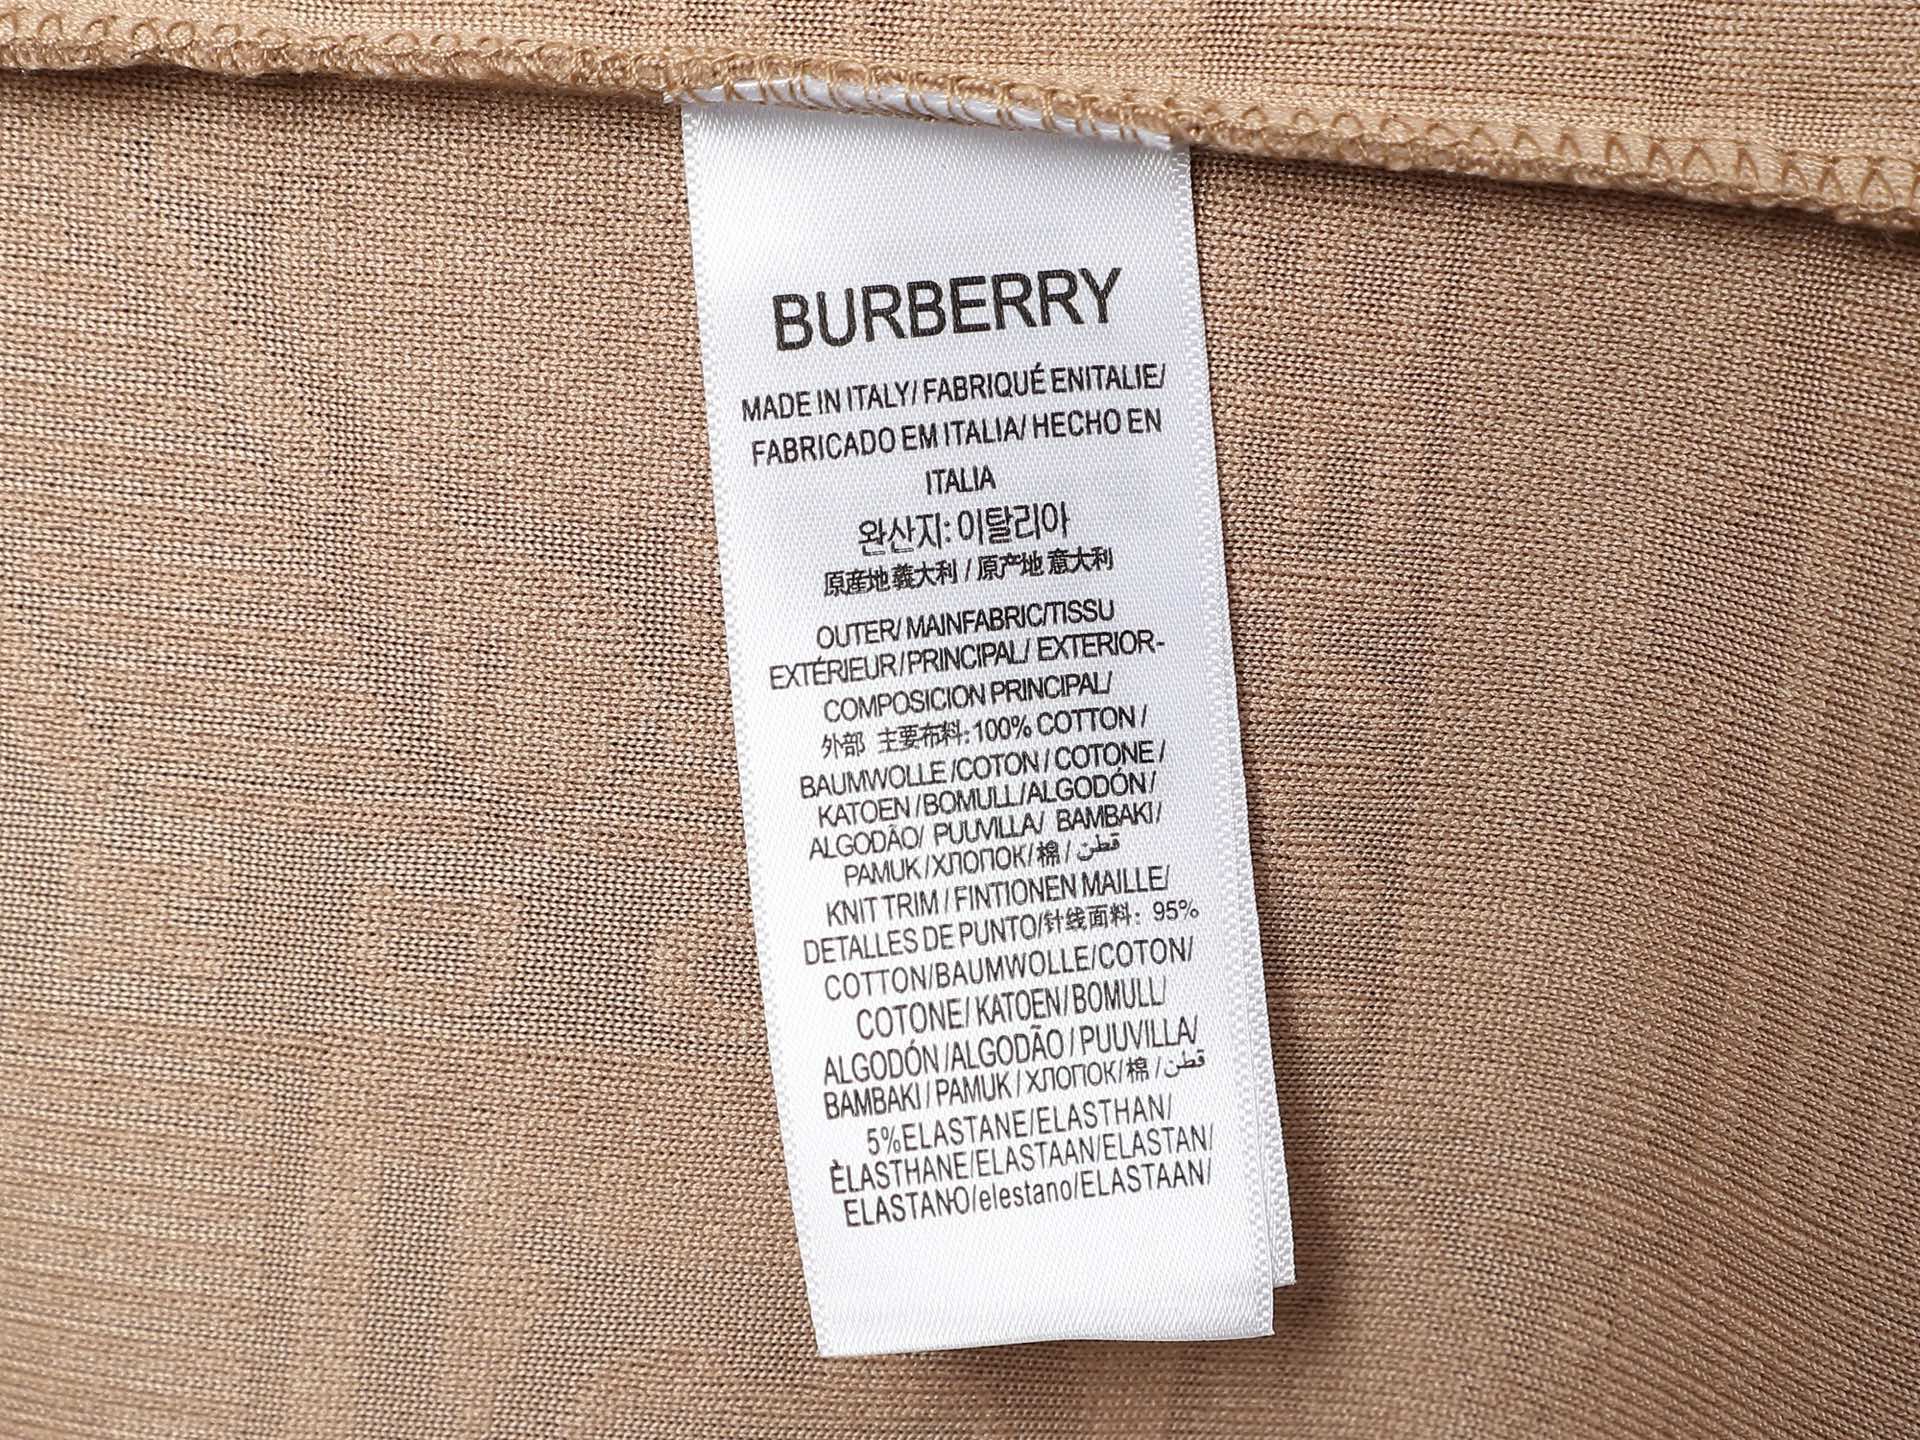 BURBERRY
MADE IN ITALY/ FABRIQUÉ ENITALIE/
FABRICADO EM ITALIA/ HECHO EN
ITALIA
완산지: 이탈리아
原産地 義大利 / 原产地 意大利
OUTER/ MAINFABRIC/TISSU
EXTÉRIEUR/PRINCIPAL/ EXTERIOR-
COMPOSICION PRINCIPAL/
外部 主要布料: 100% COTTON /
BAUMWOLLE /COTON / COTONE /
KATOEN /BOMULL/ALGODÓN /
ALGODÃO/ PUUVILLA/ BAMBAKI/
PAMUK /ХЛОПОК/棉 / قطن
KNIT TRIM / FINTIONEN MAILLE/
DETALLES DE PUNTO/针线面料: 95%
COTTON/BAUMWOLLE/COTON/
COTONE/ KATOEN/ BOMULL/
ALGODÓN /ALGODÃO / PUUVILLA/
BAMBAKI / PAMUK / ХЛОПОК/棉 / قطن
5%ELASTANE/ELASTHAN/
ÈLASTHANE/ELASTAAN/ELASTAN/
ELASTANO/elestano/ELASTAAN/